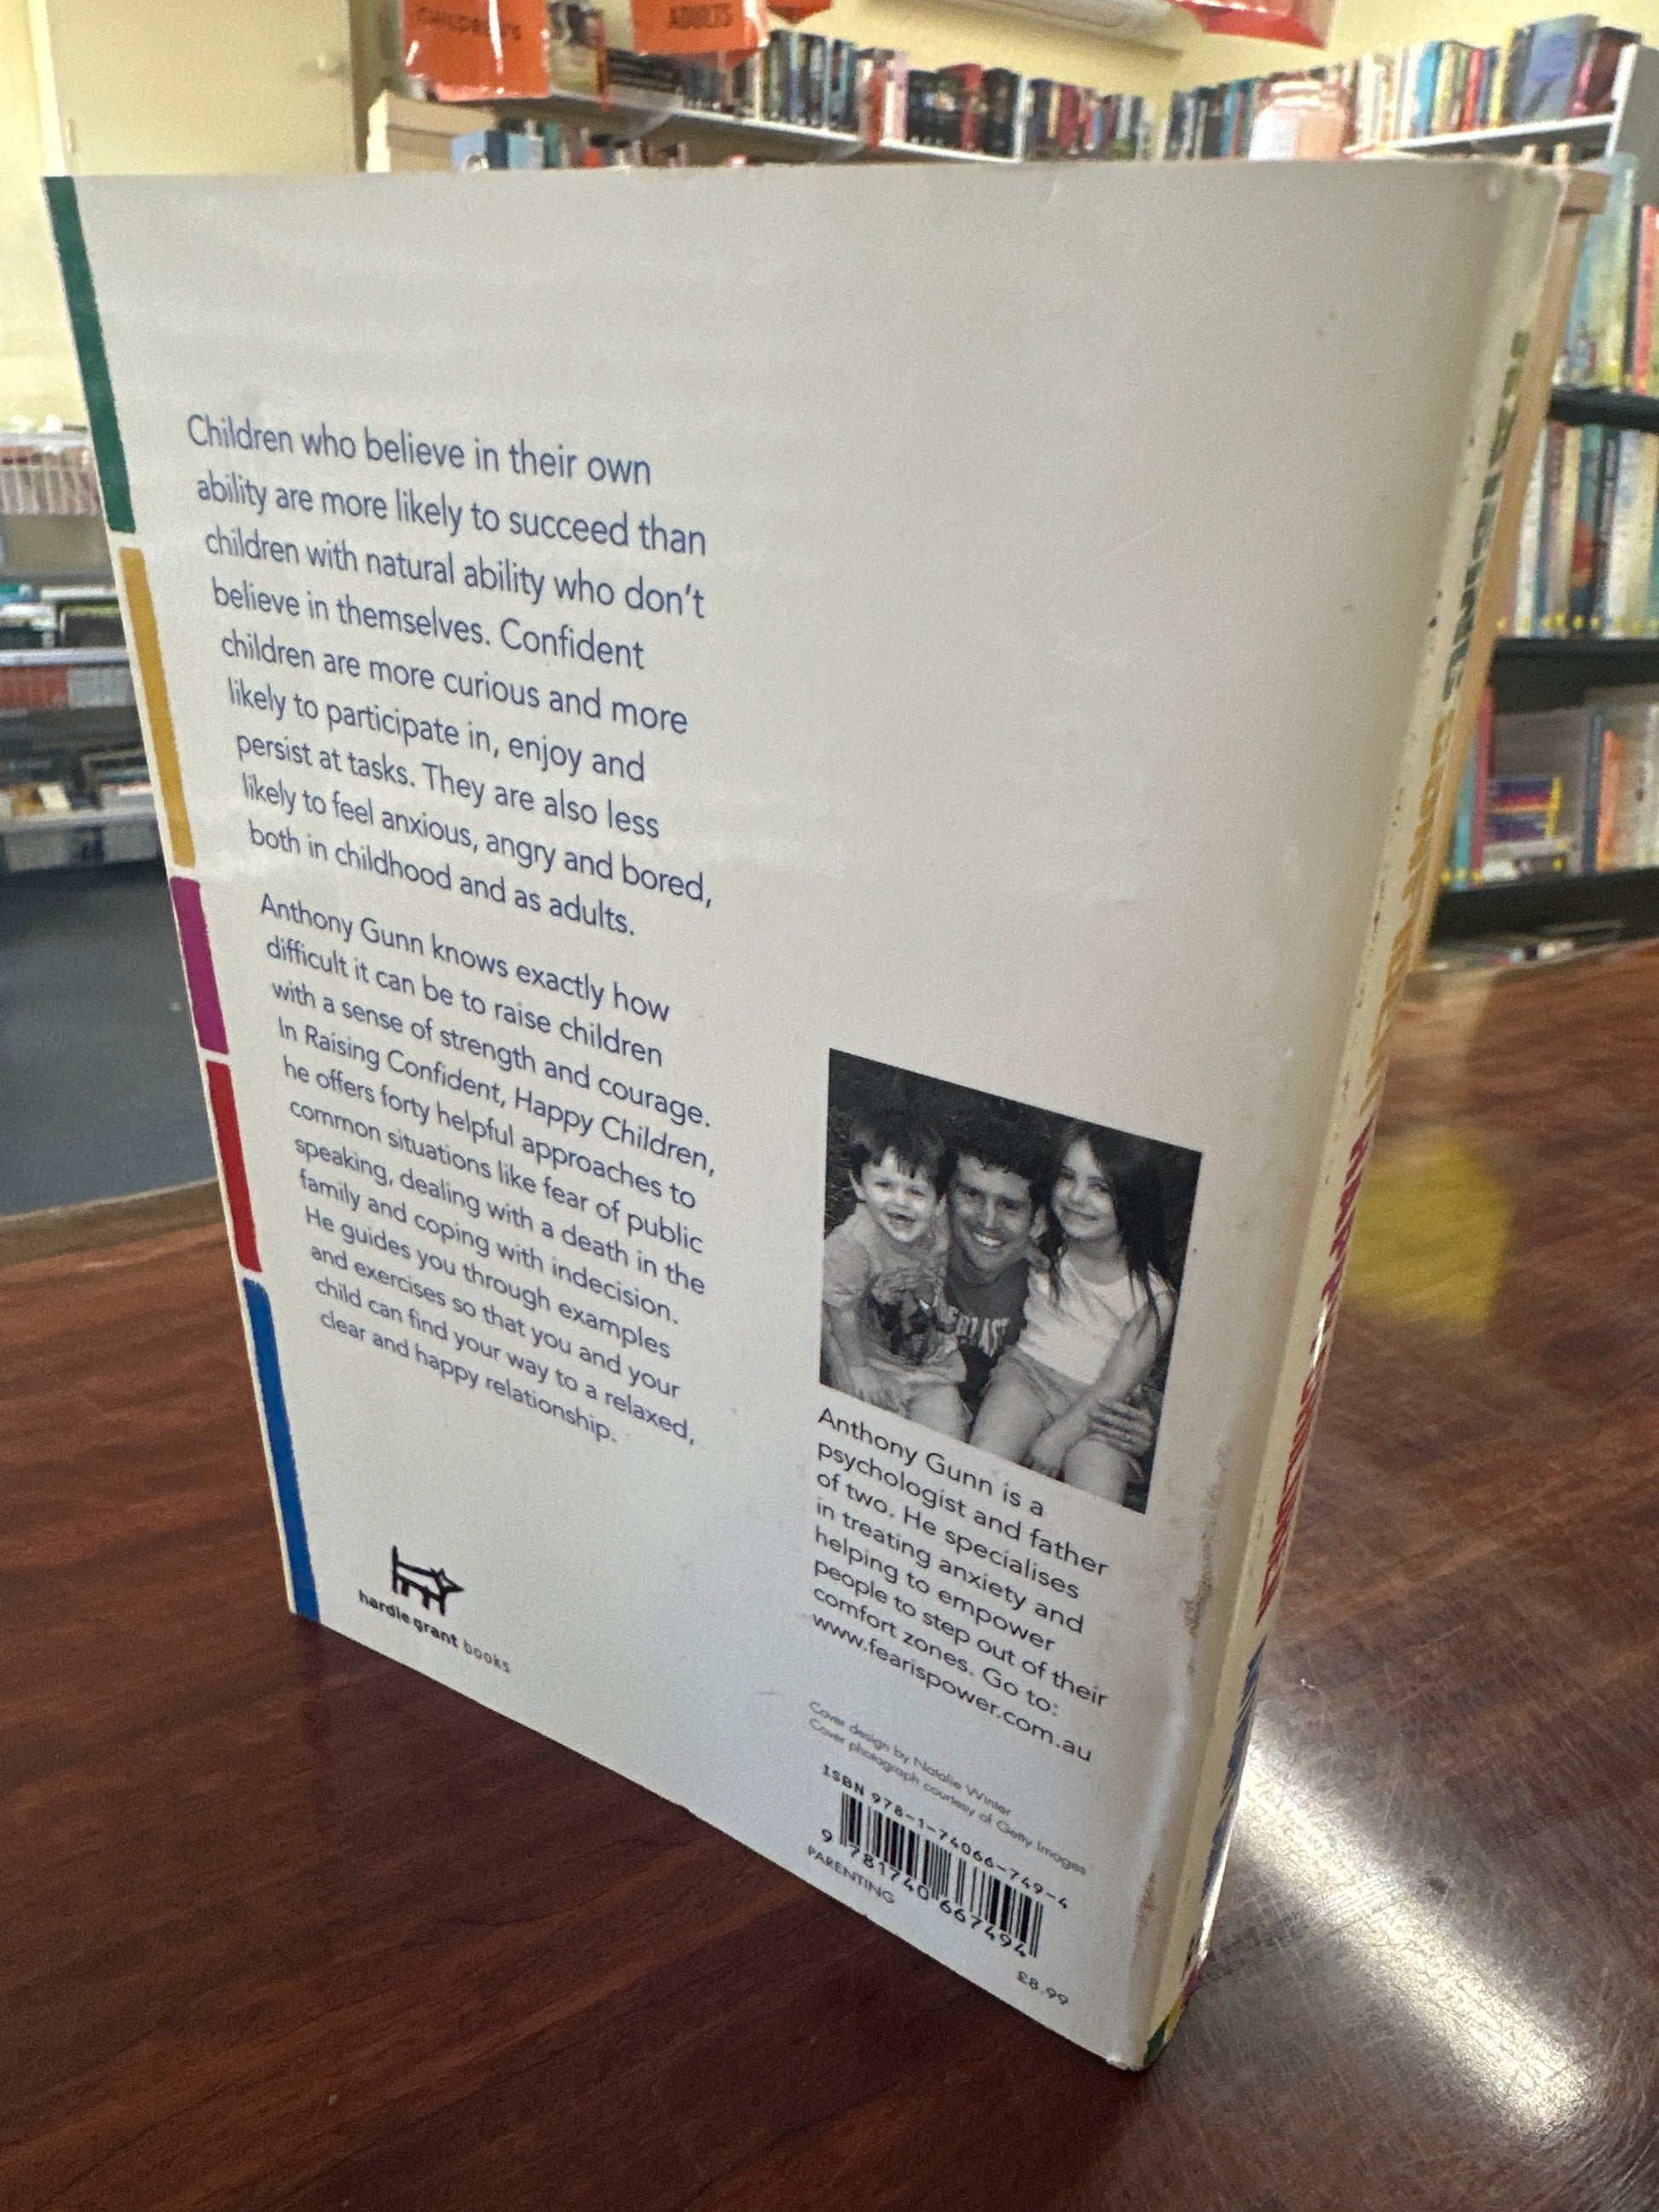 CHILDREN'S
ADULTS
Children who believe in their own
ability are more likely to succeed than
children with natural ability who don't
believe in themselves. Confident
children are more curious and more
likely to participate in, enjoy and
persist at tasks. They are also less
likely to feel anxious, angry and bored,
both in childhood and as adults.
Anthony Gunn knows exactly how
difficult it can be to raise children
with a sense of strength and courage.
In Raising Confident, Happy Children,
he offers forty helpful approaches to
common situations like fear of public
speaking, dealing with a death in the
family and coping with indecision.
He guides you through examples
and exercises so that you and your
child can find your way to a relaxed,
clear and happy relationship.
hardie grant books
Anthony Gunn is a
psychologist and father
of two. He specialises
in treating anxiety and
helping to empower
people to step out of their
comfort zones. Go to:
www.fearispower.com.au
Cover design by Natalie Winter
Cover photograph courtesy of Getty Images
ISBN 978-1-74066-749-4
9 781740 667494
PARENTING
£8.99
RAISING CONFIDENT HAPPY CHILDREN